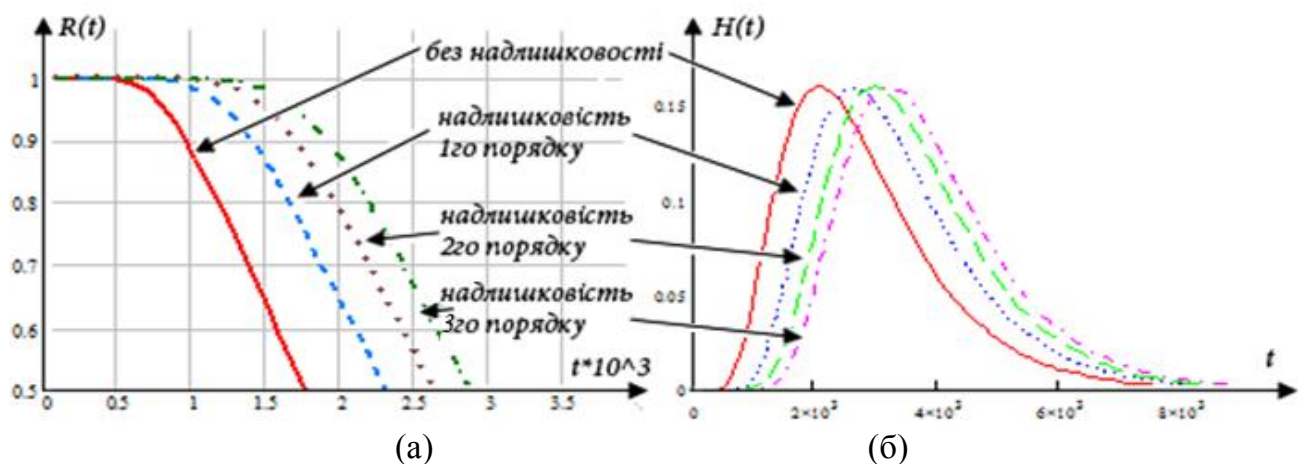 R(t)
H(t)
без надлишковості
1
0.9
0.8
0.7
0.6
0.5
надлишковість
1го порядку
надлишковість
2го порядку
надлишковість
3го порядку
t*10^3
0
0.5
1
1.5
2
2.5
3
3.5
0.15
0.1
0.05
0
t
0
2×10³
4×10³
6×10³
8×10³
(а)
(б)